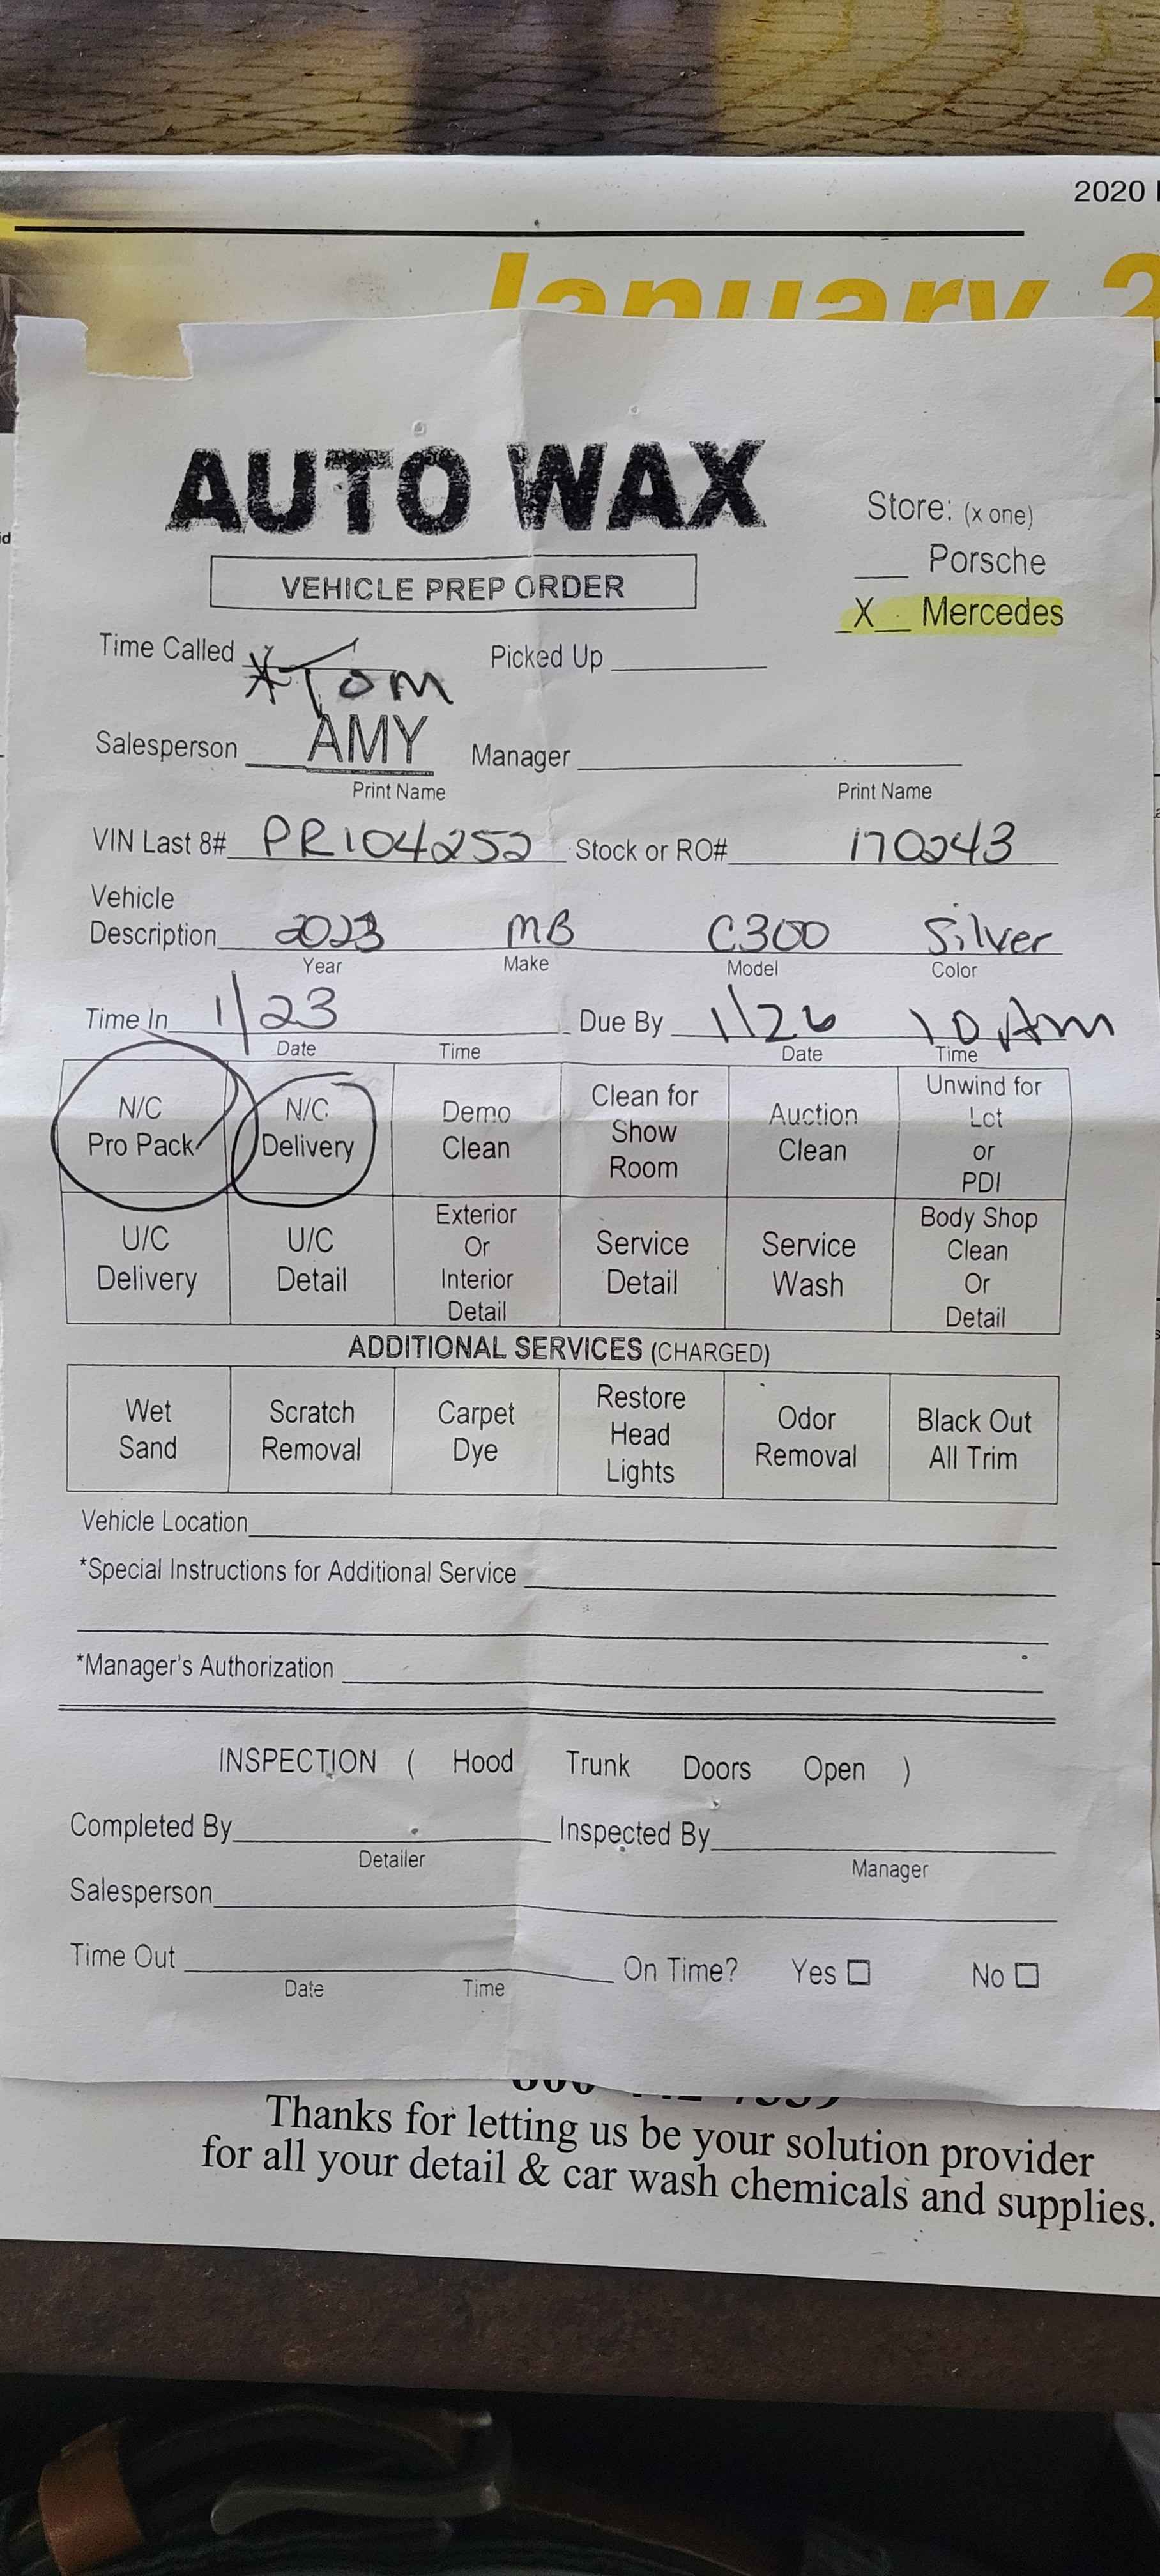 2020
January 2
AUTO WAX
VEHICLE PREP ORDER
Store: (x one)
___ Porsche
_X__ Mercedes
Time Called *Tom Picked Up
Salesperson AMY Manager
Print Name Print Name
VIN Last 8# PR104252 Stock or RO# 170243
Vehicle
Description 2023 MB C300 Silver
Year Make Model Color
Time In 1/23 Due By 1/26 10 Am
Date Time Date Time
N/C Pro Pack N/C Delivery Demo Clean Clean for Show Room Auction Clean Unwind for Lct or PDI
U/C Delivery U/C Detail Exterior Or Interior Detail Service Detail Service Wash Body Shop Clean Or Detail
ADDITIONAL SERVICES (CHARGED)
Wet Sand Scratch Removal Carpet Dye Restore Head Lights Odor Removal Black Out All Trim
Vehicle Location
*Special Instructions for Additional Service
*Manager's Authorization
INSPECTION ( Hood Trunk Doors Open )
Completed By Inspected By
Detailer Manager
Salesperson
Time Out On Time? Yes ☐ No ☐
Date Time
Thanks for letting us be your solution provider
for all your detail & car wash chemicals and supplies.